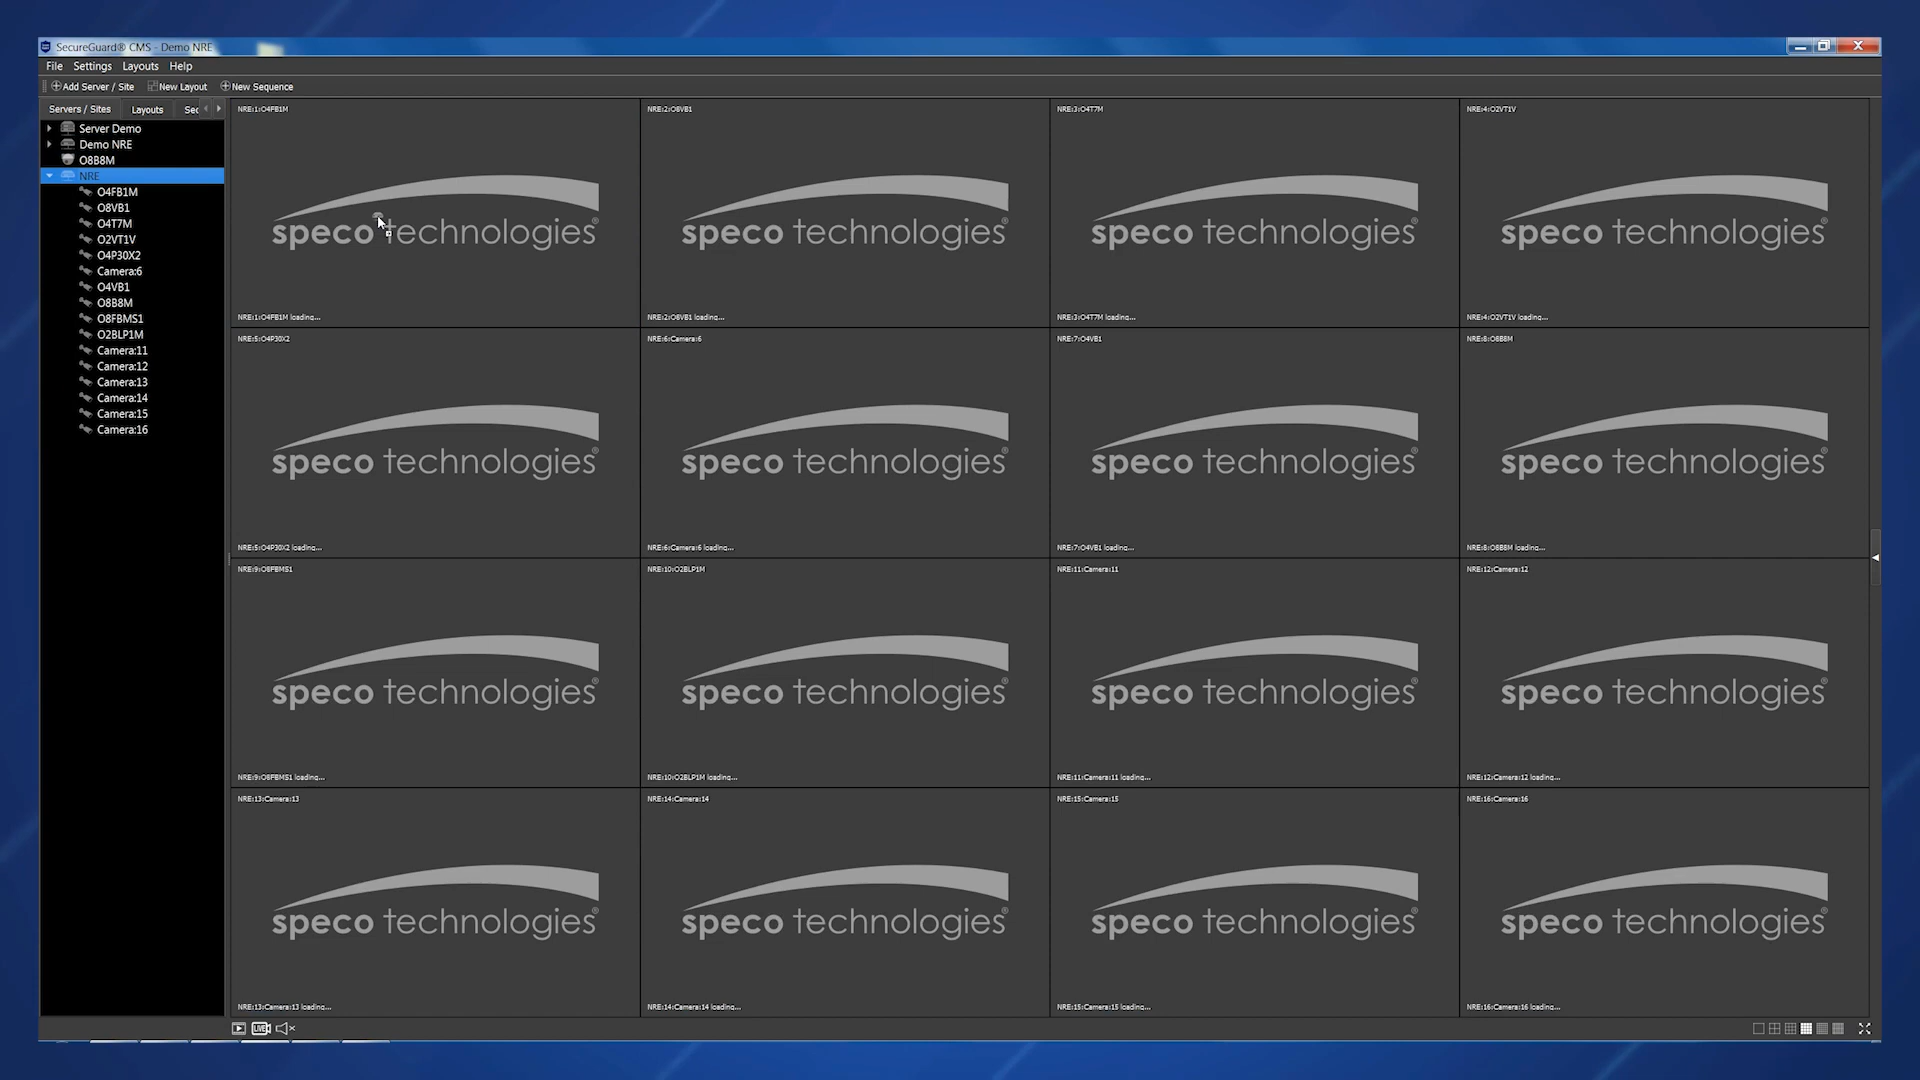 SecureGuard® CMS - Demo NRE
File Settings Layouts Help
Add Server / Site New Layout New Sequence
Servers / Sites Layouts Sec
Server Demo
Demo NRE
O8B8M
NRE
O4FB1M
O8VB1
O4T7M
O2VT1V
O4P30X2
Camera:6
O4VB1
O8B8M
O8FBMS1
O2BLP1M
Camera:11
Camera:12
Camera:13
Camera:14
Camera:15
Camera:16
NRE:1:O4FB1M NRE:2:O8VB1 NRE:3:O4T7M NRE:4:O2VT1V
speco technologies® speco technologies® speco technologies® speco technologies®
NRE:1:O4FB1M loading... NRE:2:O8VB1 loading... NRE:3:O4T7M loading... NRE:4:O2VT1V loading...
NRE:5:O4P30X2 NRE:6:Camera:6 NRE:7:O4VB1 NRE:8:O8B8M
speco technologies® speco technologies® speco technologies® speco technologies®
NRE:5:O4P30X2 loading... NRE:6:Camera:6 loading... NRE:7:O4VB1 loading... NRE:8:O8B8M loading...
NRE:9:O8FBMS1 NRE:10:O2BLP1M NRE:11:Camera:11 NRE:12:Camera:12
speco technologies® speco technologies® speco technologies® speco technologies®
NRE:9:O8FBMS1 loading... NRE:10:O2BLP1M loading... NRE:11:Camera:11 loading... NRE:12:Camera:12 loading...
NRE:13:Camera:13 NRE:14:Camera:14 NRE:15:Camera:15 NRE:16:Camera:16
speco technologies® speco technologies® speco technologies® speco technologies®
NRE:13:Camera:13 loading... NRE:14:Camera:14 loading... NRE:15:Camera:15 loading... NRE:16:Camera:16 loading...
LIVE